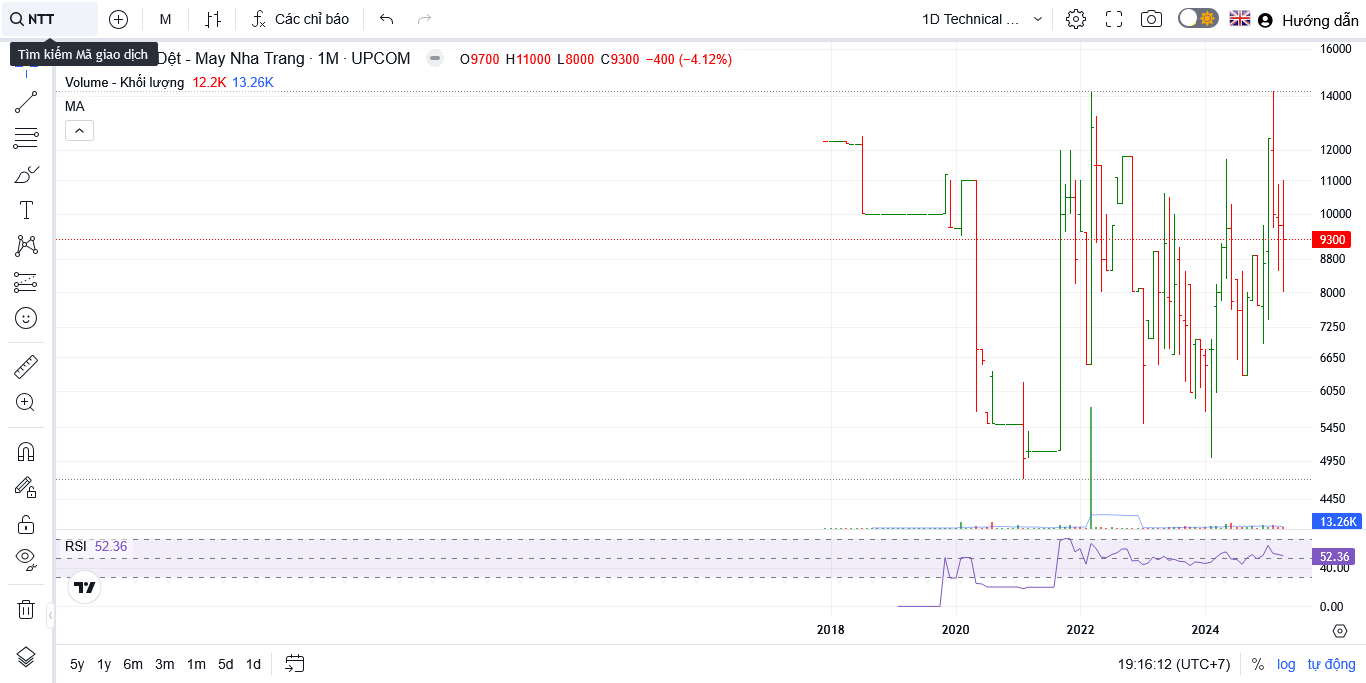 NTT
M
Các chỉ báo
1D Technical ...
Hướng dẫn
Tìm kiếm Mã giao dịch
Dệt - May Nha Trang · 1M · UPCOM
O9700 H11000 L8000 C9300 −400 (−4.12%)
Volume - Khối lượng 12.2K 13.26K
MA
16000
14000
12000
11000
10000
9300
8800
8000
7250
6650
6050
5450
4950
4450
13.26K
RSI 52.36
52.36
40.00
0.00
2018 2020 2022 2024
5y 1y 6m 3m 1m 5d 1d
19:16:12 (UTC+7) % log tự động